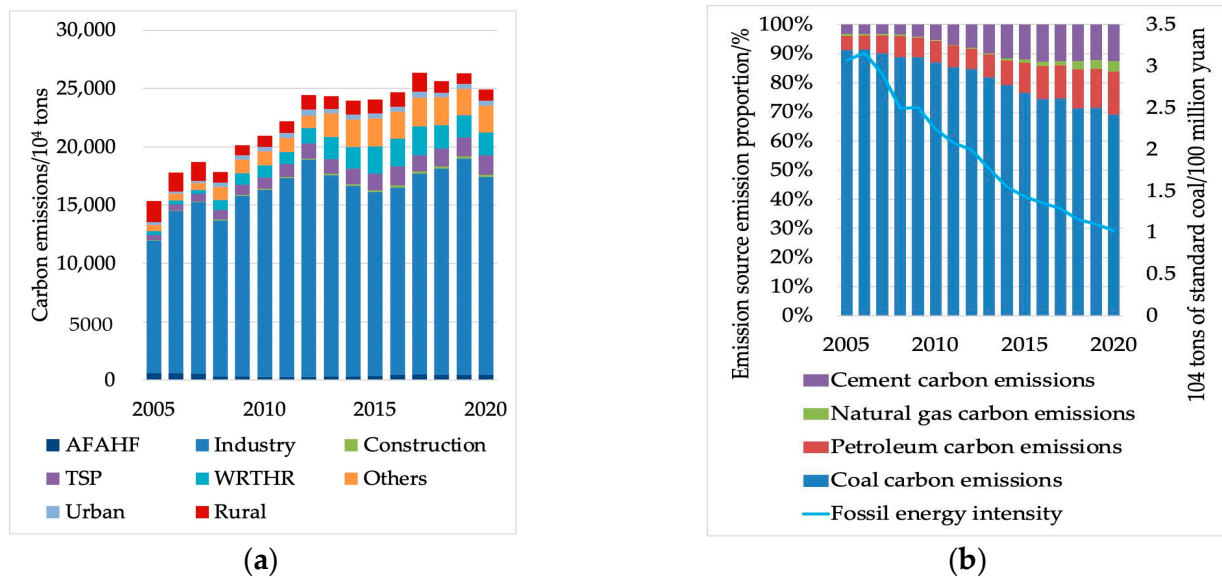 Carbon emissions/10⁴ tons
30,000
25,000
20,000
15,000
10,000
5000
0
2005 2010 2015 2020
AFAHF Industry Construction
TSP WRTHR Others
Urban Rural
(a)
Emission source emission proportion/%
100%
90%
80%
70%
60%
50%
40%
30%
20%
10%
0%
3.5
3
2.5
2
1.5
1
0.5
0
104 tons of standard coal/100 million yuan
2005 2010 2015 2020
Cement carbon emissions
Natural gas carbon emissions
Petroleum carbon emissions
Coal carbon emissions
Fossil energy intensity
(b)